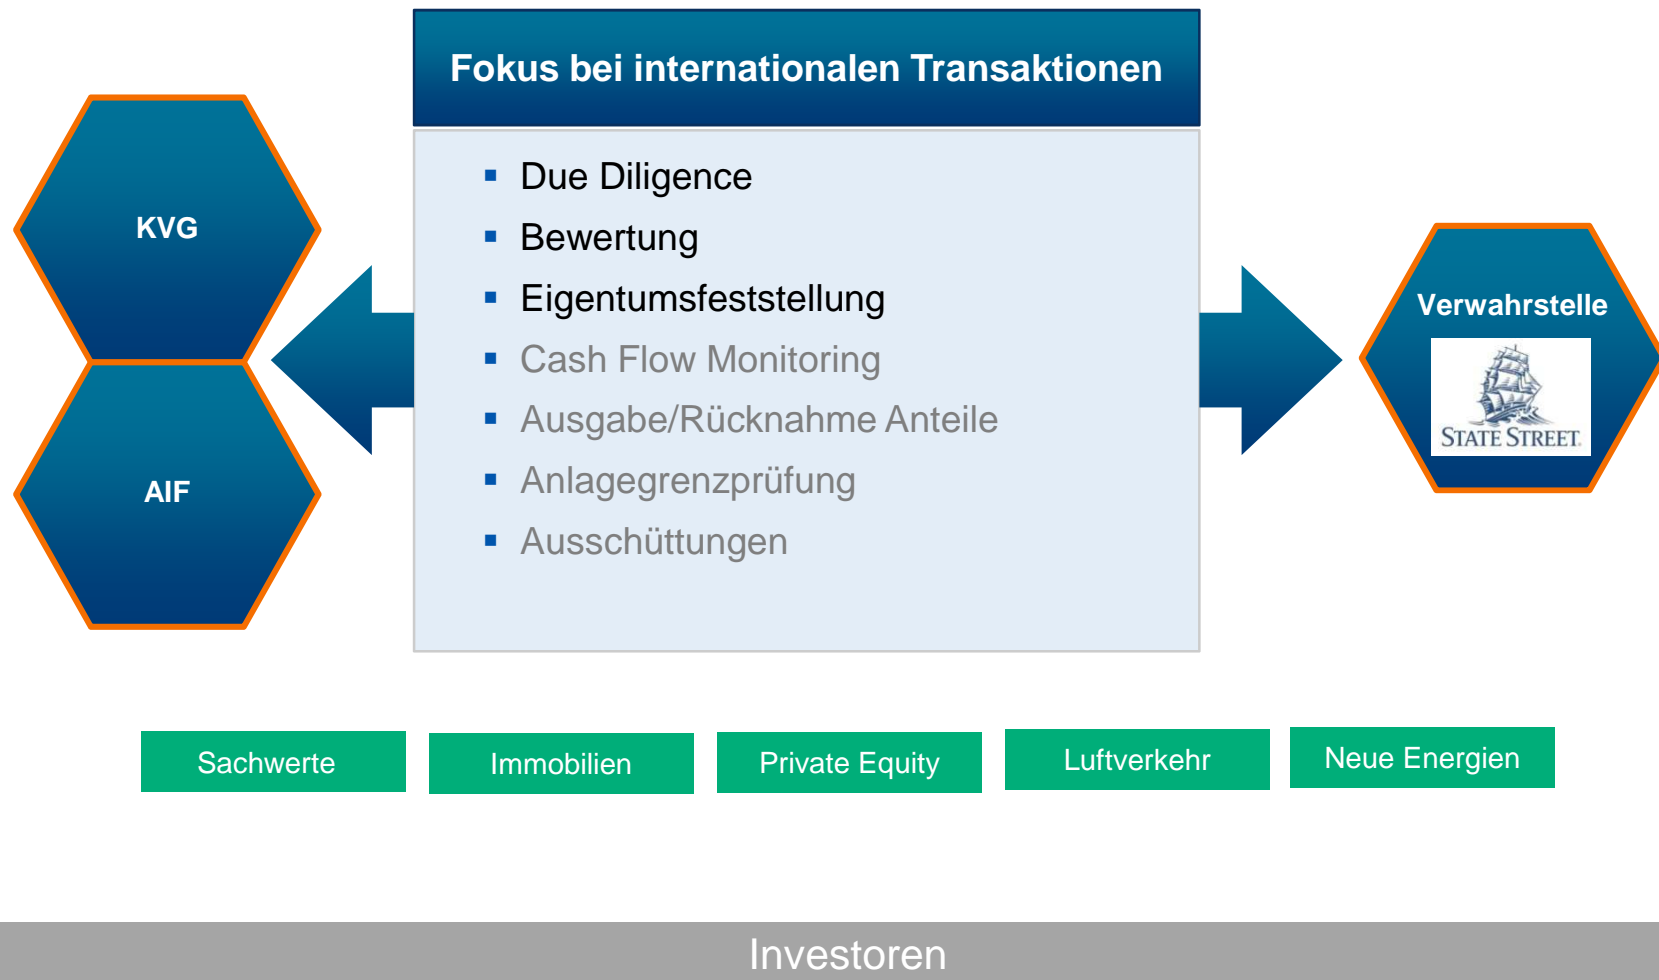 Fokus bei internationalen Transaktionen
KVG
AIF
Due Diligence
Bewertung
Eigentumsfeststellung
Cash Flow Monitoring
Ausgabe/Rücknahme Anteile
Anlagegrenzprüfung
Ausschüttungen
Verwahrstelle
STATE STREET.
Sachwerte
Immobilien
Private Equity
Luftverkehr
Neue Energien
Investoren